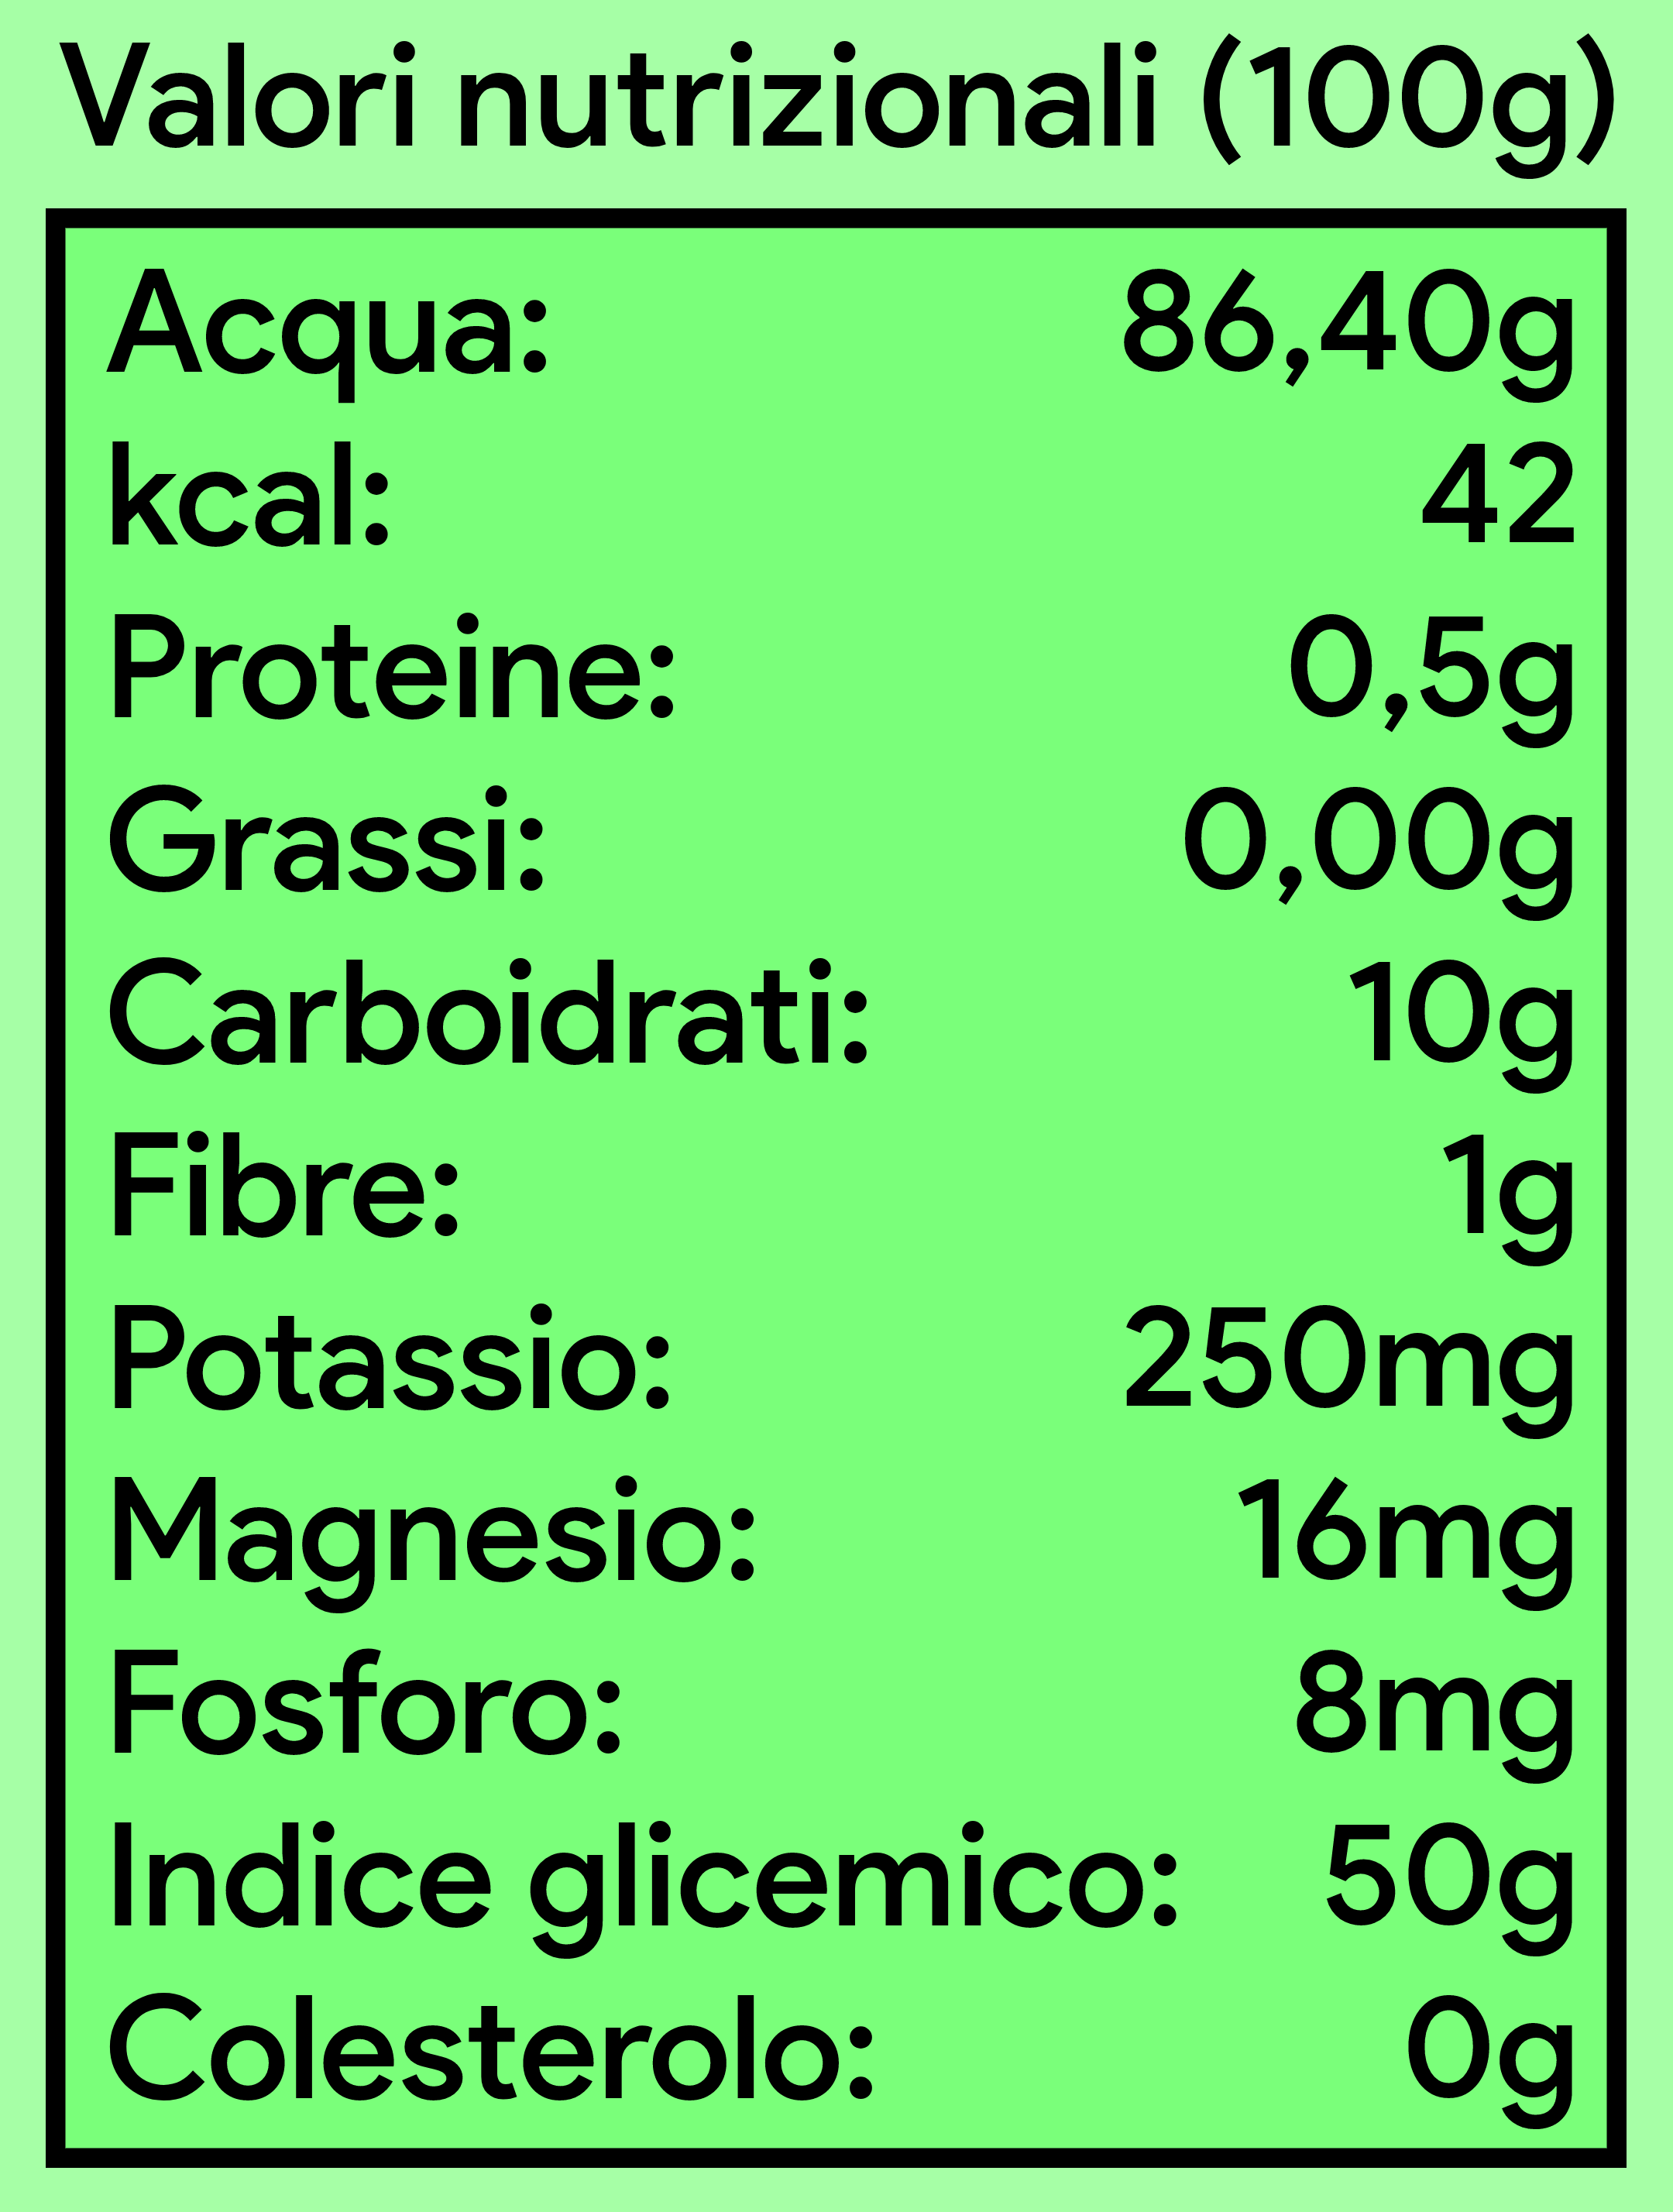 Valori nutrizionali (100g)
Acqua: 86,40g
kcal: 42
Proteine: 0,5g
Grassi: 0,00g
Carboidrati: 10g
Fibre: 1g
Potassio: 250mg
Magnesio: 16mg
Fosforo: 8mg
Indice glicemico: 50g
Colesterolo: 0g